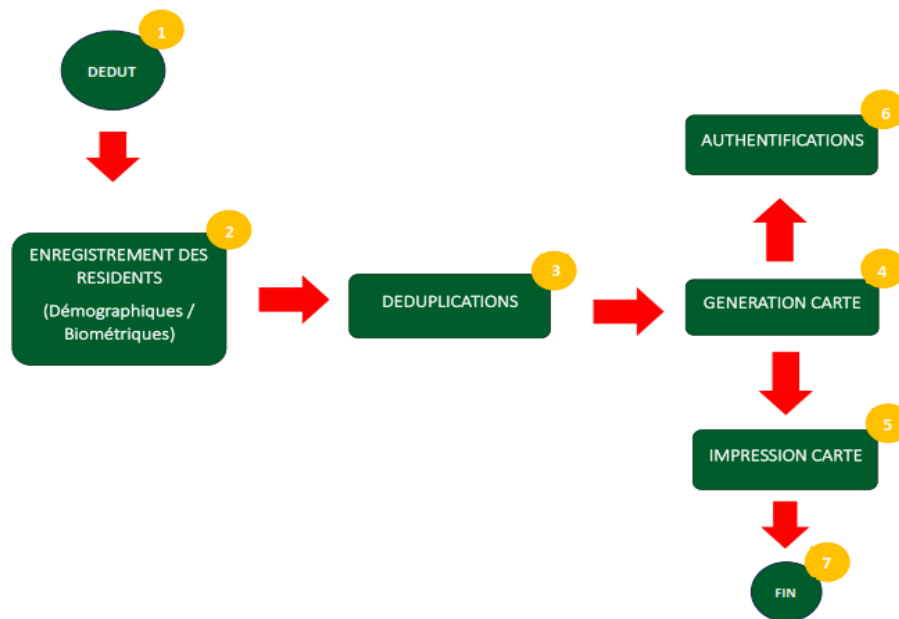 1
DEDUT
2
ENREGISTREMENT DES
RESIDENTS
(Démographiques /
Biométriques)
3
DEDUPLICATIONS
4
GENERATION CARTE
5
IMPRESSION CARTE
6
AUTHENTIFICATIONS
7
FIN